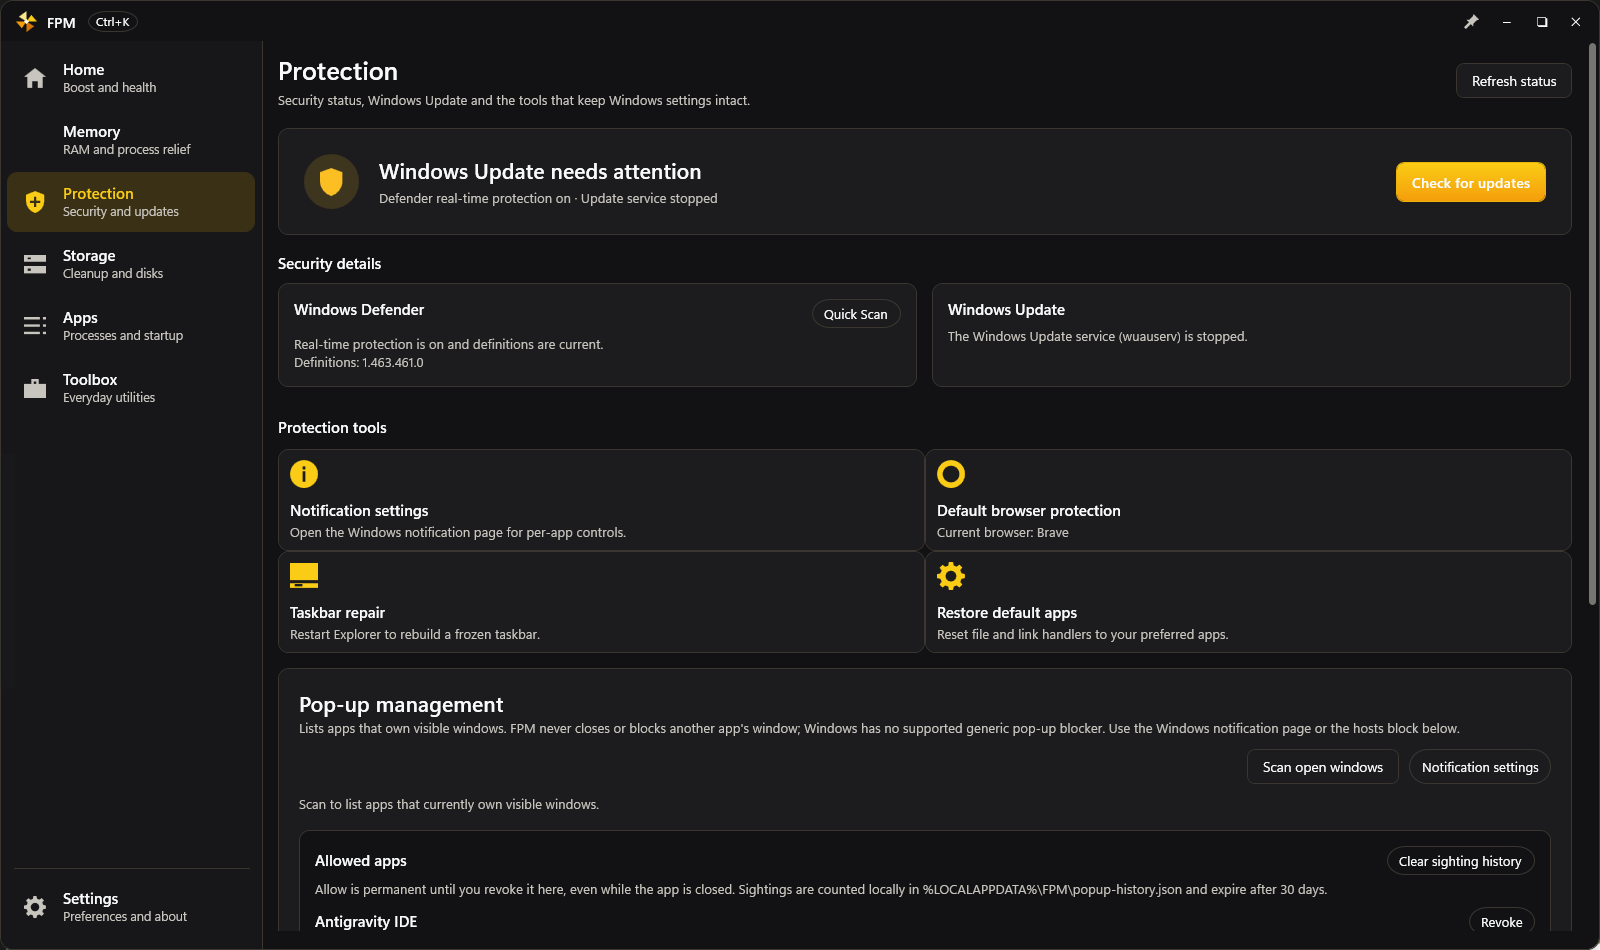 FPM
Ctrl+K
Home
Boost and health
Memory
RAM and process relief
Protection
Security and updates
Storage
Cleanup and disks
Apps
Processes and startup
Toolbox
Everyday utilities
Settings
Preferences and about
Protection
Security status, Windows Update and the tools that keep Windows settings intact.
Refresh status
Windows Update needs attention
Defender real-time protection on · Update service stopped
Check for updates
Security details
Windows Defender
Quick Scan
Real-time protection is on and definitions are current.
Definitions: 1.463.461.0
Windows Update
The Windows Update service (wuauserv) is stopped.
Protection tools
Notification settings
Open the Windows notification page for per-app controls.
Default browser protection
Current browser: Brave
Taskbar repair
Restart Explorer to rebuild a frozen taskbar.
Restore default apps
Reset file and link handlers to your preferred apps.
Pop-up management
Lists apps that own visible windows. FPM never closes or blocks another app's window; Windows has no supported generic pop-up blocker. Use the Windows notification page or the hosts block below.
Scan open windows
Notification settings
Scan to list apps that currently own visible windows.
Allowed apps
Clear sighting history
Allow is permanent until you revoke it here, even while the app is closed. Sightings are counted locally in %LOCALAPPDATA%\FPM\popup-history.json and expire after 30 days.
Antigravity IDE
Revoke